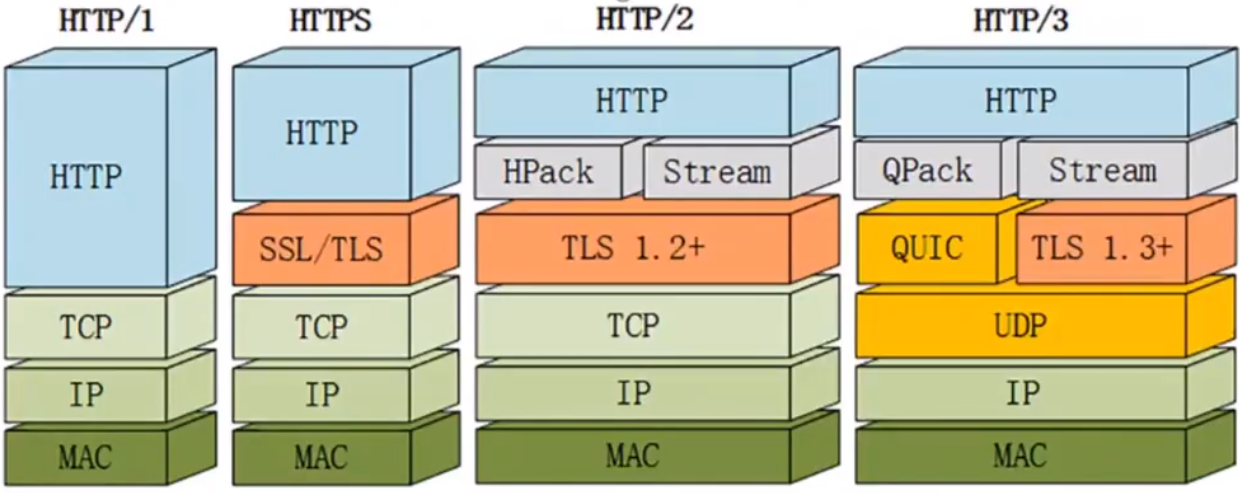 HTTP/1 HTTPS HTTP/2 HTTP/3
HTTP HTTP HTTP HTTP
HPack Stream QPack Stream
SSL/TLS TLS 1.2+ QUIC TLS 1.3+
TCP TCP TCP UDP
IP IP IP IP
MAC MAC MAC MAC